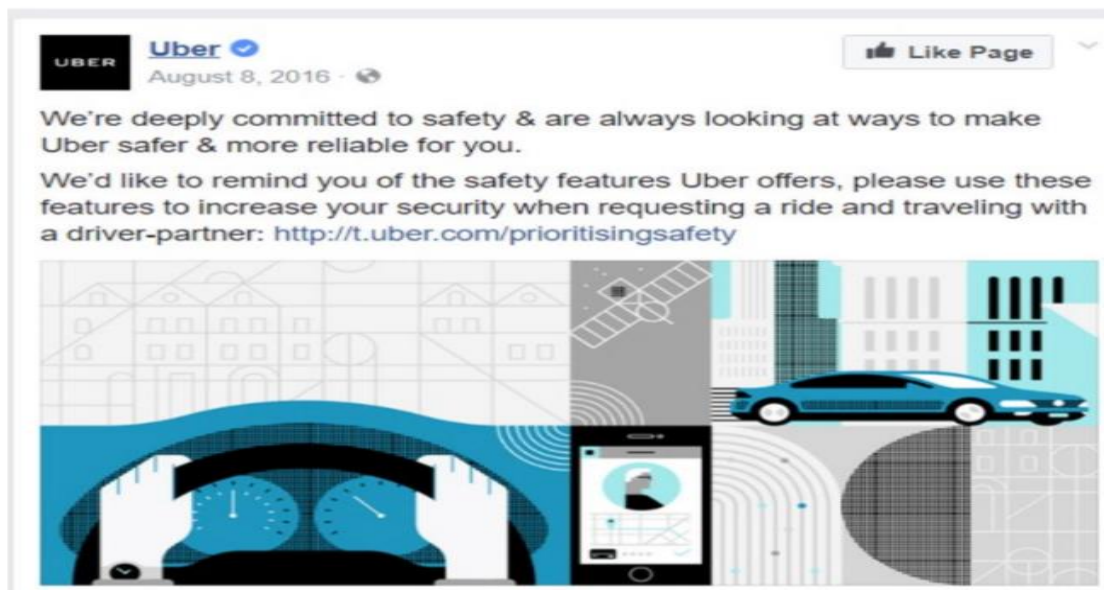 UBER
Uber
August 8, 2016 ·
Like Page
We're deeply committed to safety & are always looking at ways to make
Uber safer & more reliable for you.
We'd like to remind you of the safety features Uber offers, please use these
features to increase your security when requesting a ride and traveling with
a driver-partner: http://t.uber.com/prioritisingsafety